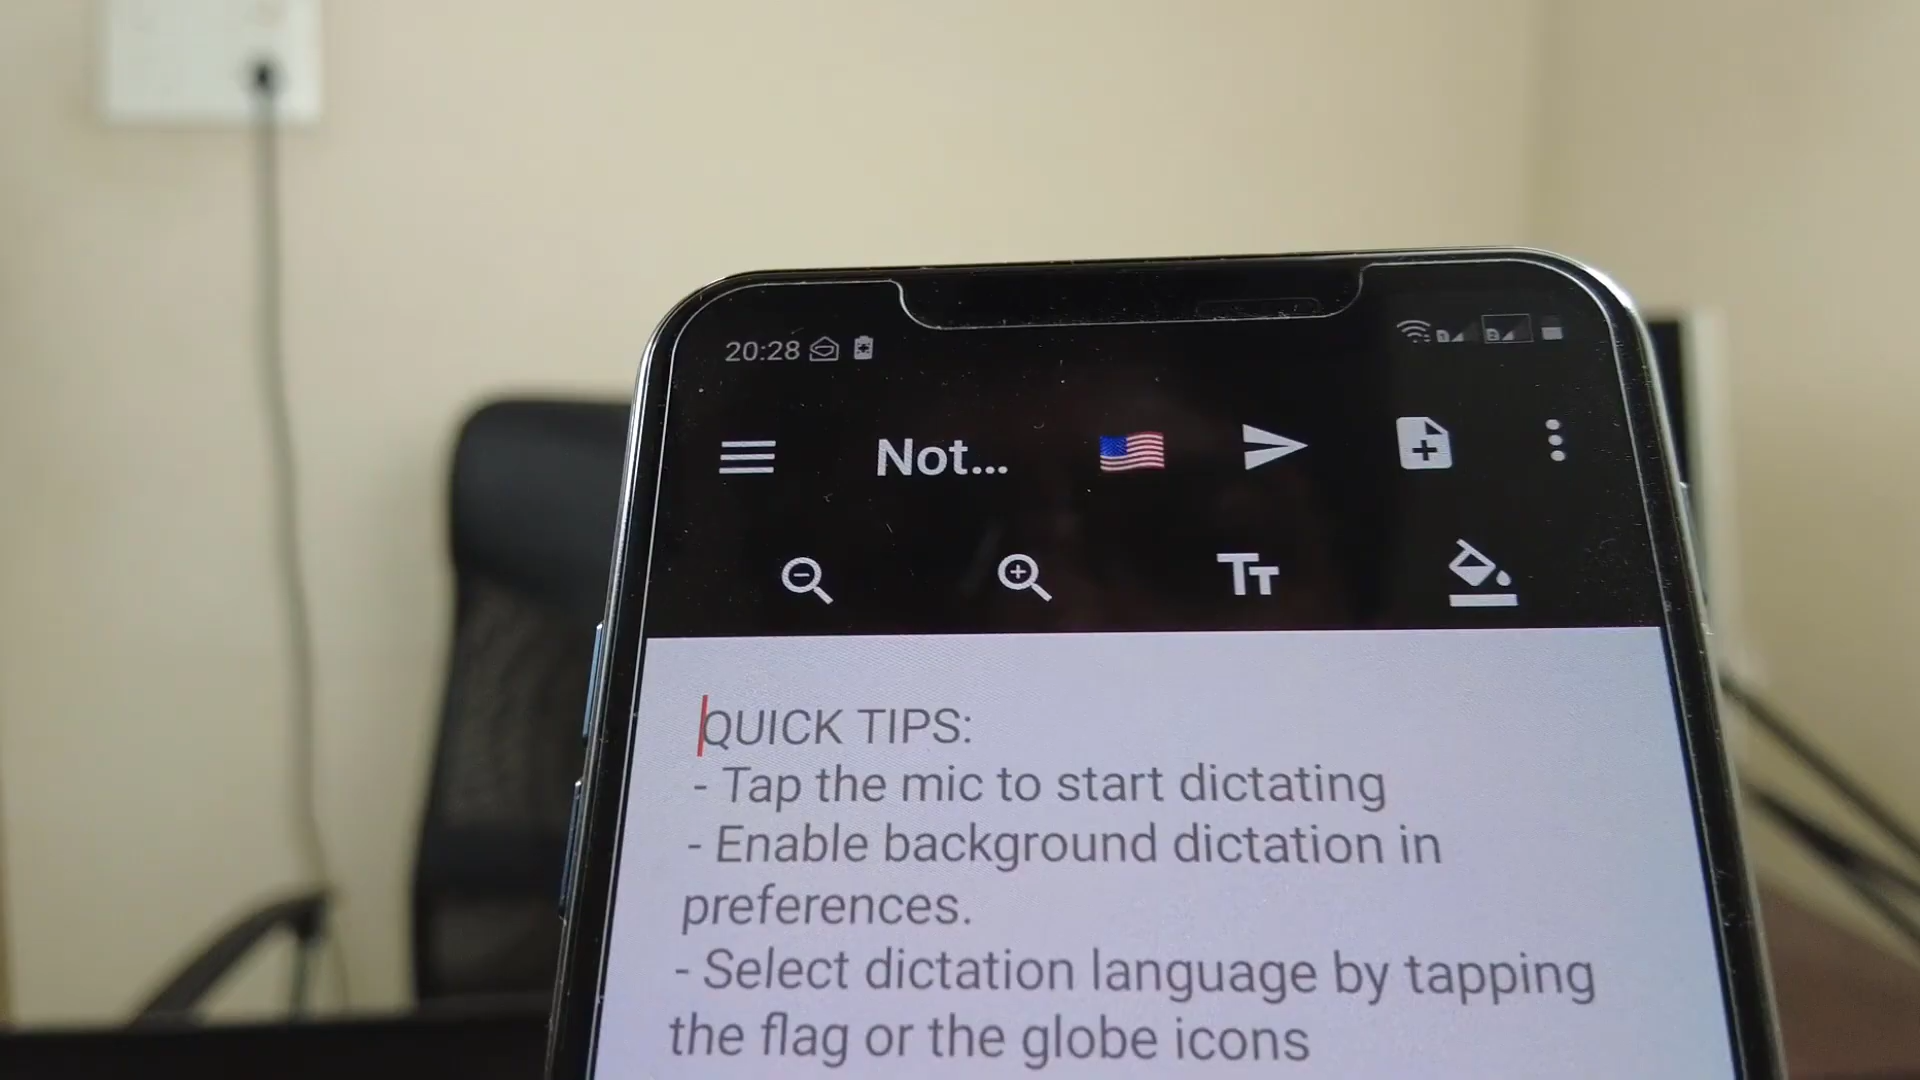 20:28
Not...
TT
QUICK TIPS:
- Tap the mic to start dictating
- Enable background dictation in
preferences.
- Select dictation language by tapping
the flag or the globe icons